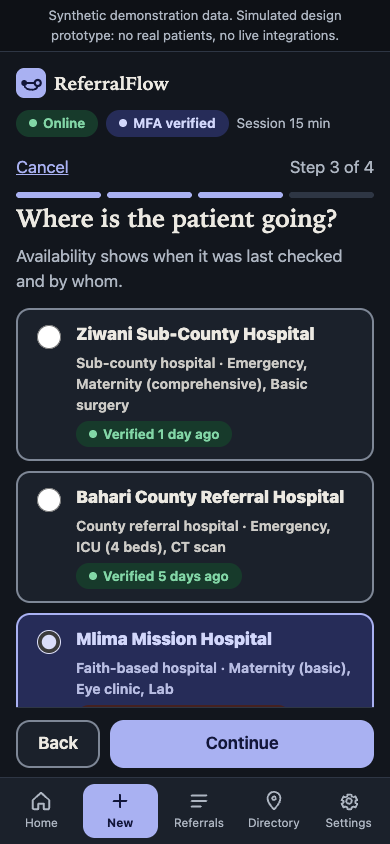 Synthetic demonstration data. Simulated design
prototype: no real patients, no live integrations.
ReferralFlow
Online
MFA verified
Session 15 min
Cancel
Step 3 of 4
Where is the patient going?
Availability shows when it was last checked
and by whom.
Ziwani Sub-County Hospital
Sub-county hospital · Emergency,
Maternity (comprehensive), Basic
surgery
Verified 1 day ago
Bahari County Referral Hospital
County referral hospital · Emergency,
ICU (4 beds), CT scan
Verified 5 days ago
Mlima Mission Hospital
Faith-based hospital · Maternity (basic),
Eye clinic, Lab
Back
Continue
Home
New
Referrals
Directory
Settings